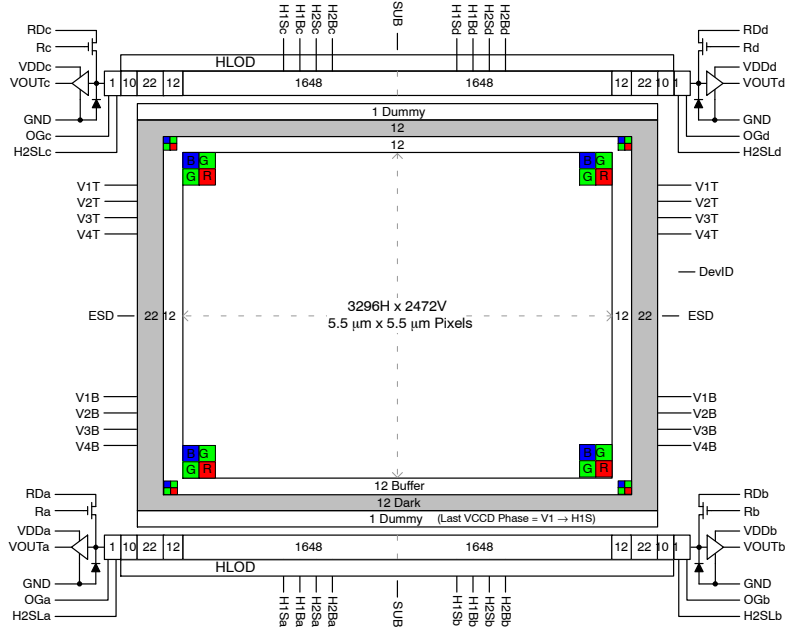 H1Sc H1Bc H2Sc H2Bc SUB H1Sd H1Bd H2Sd H2Bd
RDc RDd
Rc Rd
HLOD
VDDc VDDd
VOUTc 1 10 22 12 1648 1648 12 22 10 1 VOUTd
1 Dummy
GND GND
12
OGc OGd
12
H2SLc H2SLd
B G B G
G R G R
V1T V1T
V2T V2T
V3T V3T
V4T V4T
DevID
3296H x 2472V
ESD 22 12 12 22 ESD
5.5 μm x 5.5 μm Pixels
V1B V1B
V2B V2B
V3B V3B
V4B V4B
B G B G
G R G R
12 Buffer
RDa RDb
12 Dark
Ra Rb
1 Dummy (Last VCCD Phase = V1 → H1S)
VDDa VDDb
VOUTa 1 10 22 12 1648 1648 12 22 10 1 VOUTb
HLOD
GND GND
OGa OGb
H2SLa H2SLb
H1Sa H1Ba H2Sa H2Ba SUB H1Sb H1Bb H2Sb H2Bb